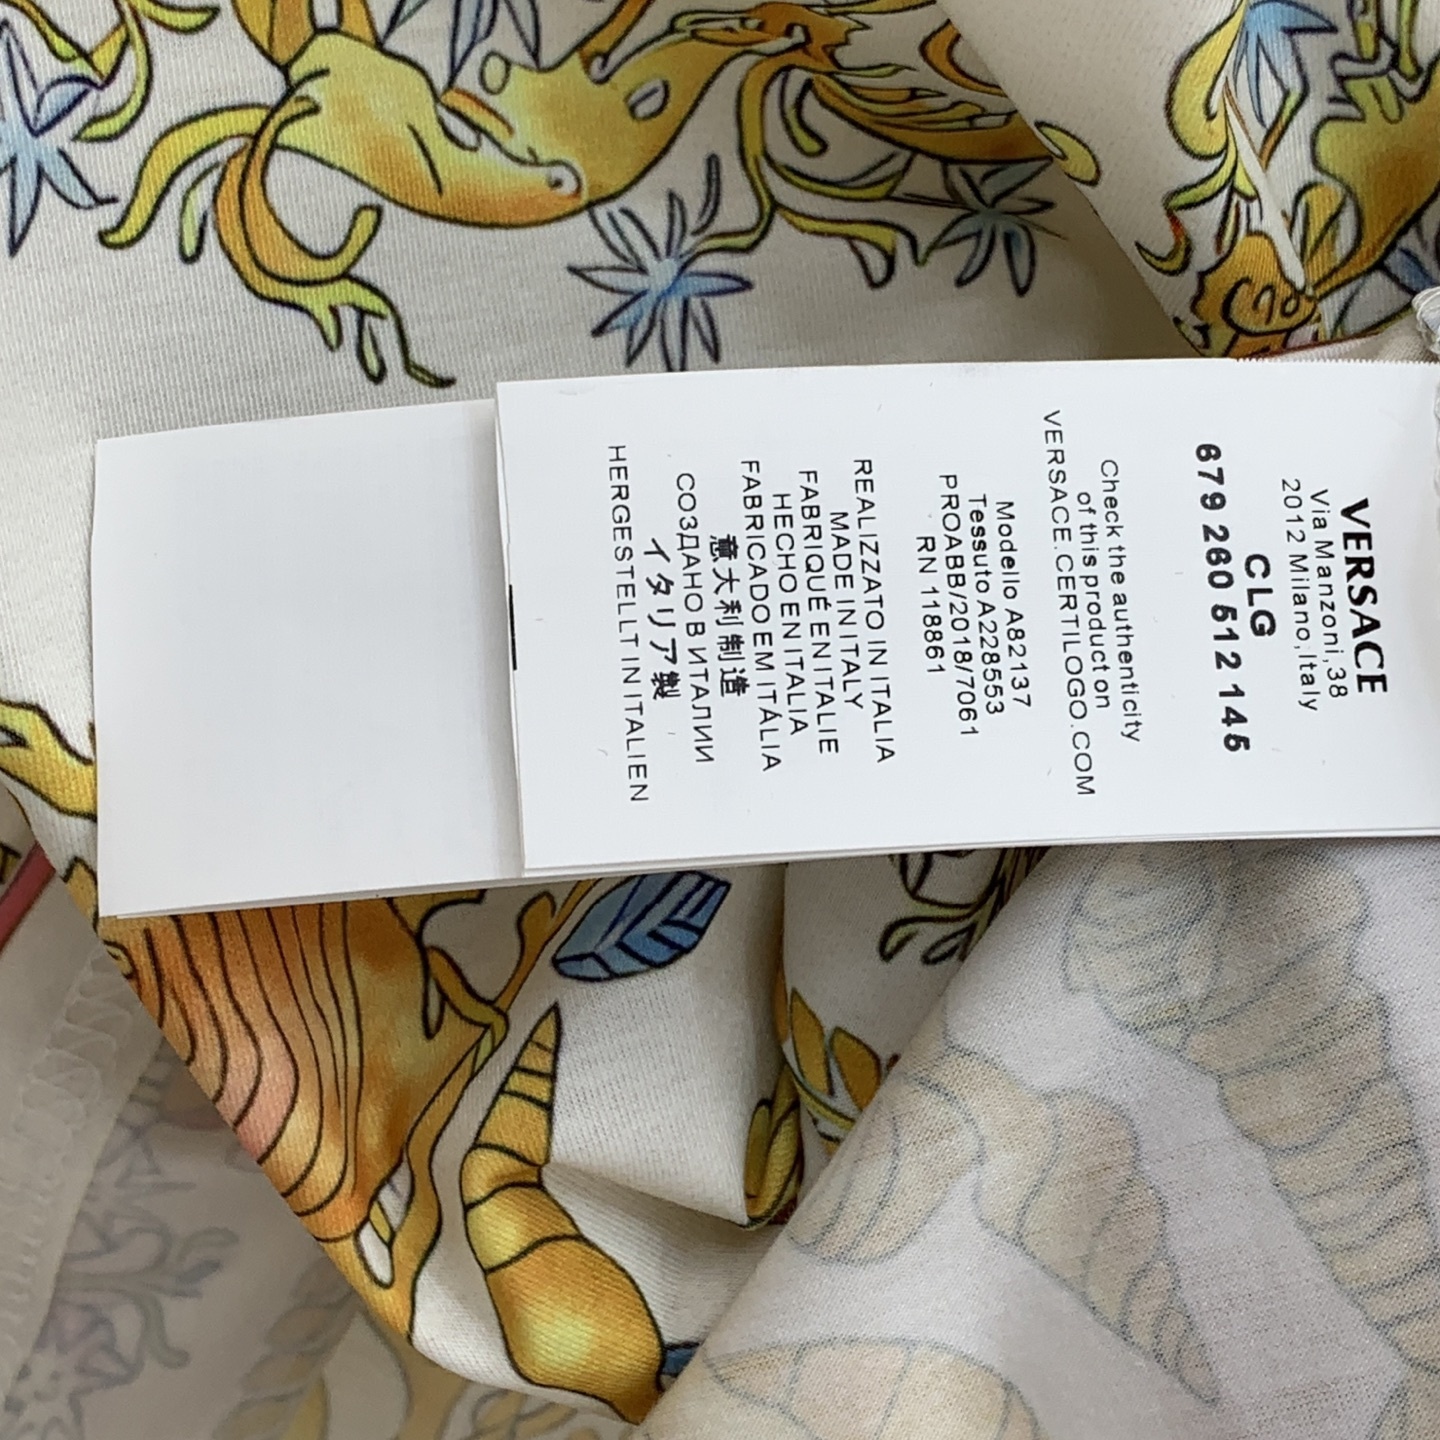 VERSACE
Via Manzoni,38
2012 Milano,Italy
CLG
679 260 512 145
Check the authenticity
of this product on
VERSACE.CERTILOGO.COM
Modello A82137
Tessuto A228553
PROABB/2018/7061
RN 118861
REALIZZATO IN ITALIA
MADE IN ITALY
FABRIQUÉ EN ITALIE
HECHO EN ITALIA
FABRICADO EM ITÁLIA
意大利制造
СОЗДАНО В ИТАЛИИ
イタリア製
HERGESTELLT IN ITALIEN